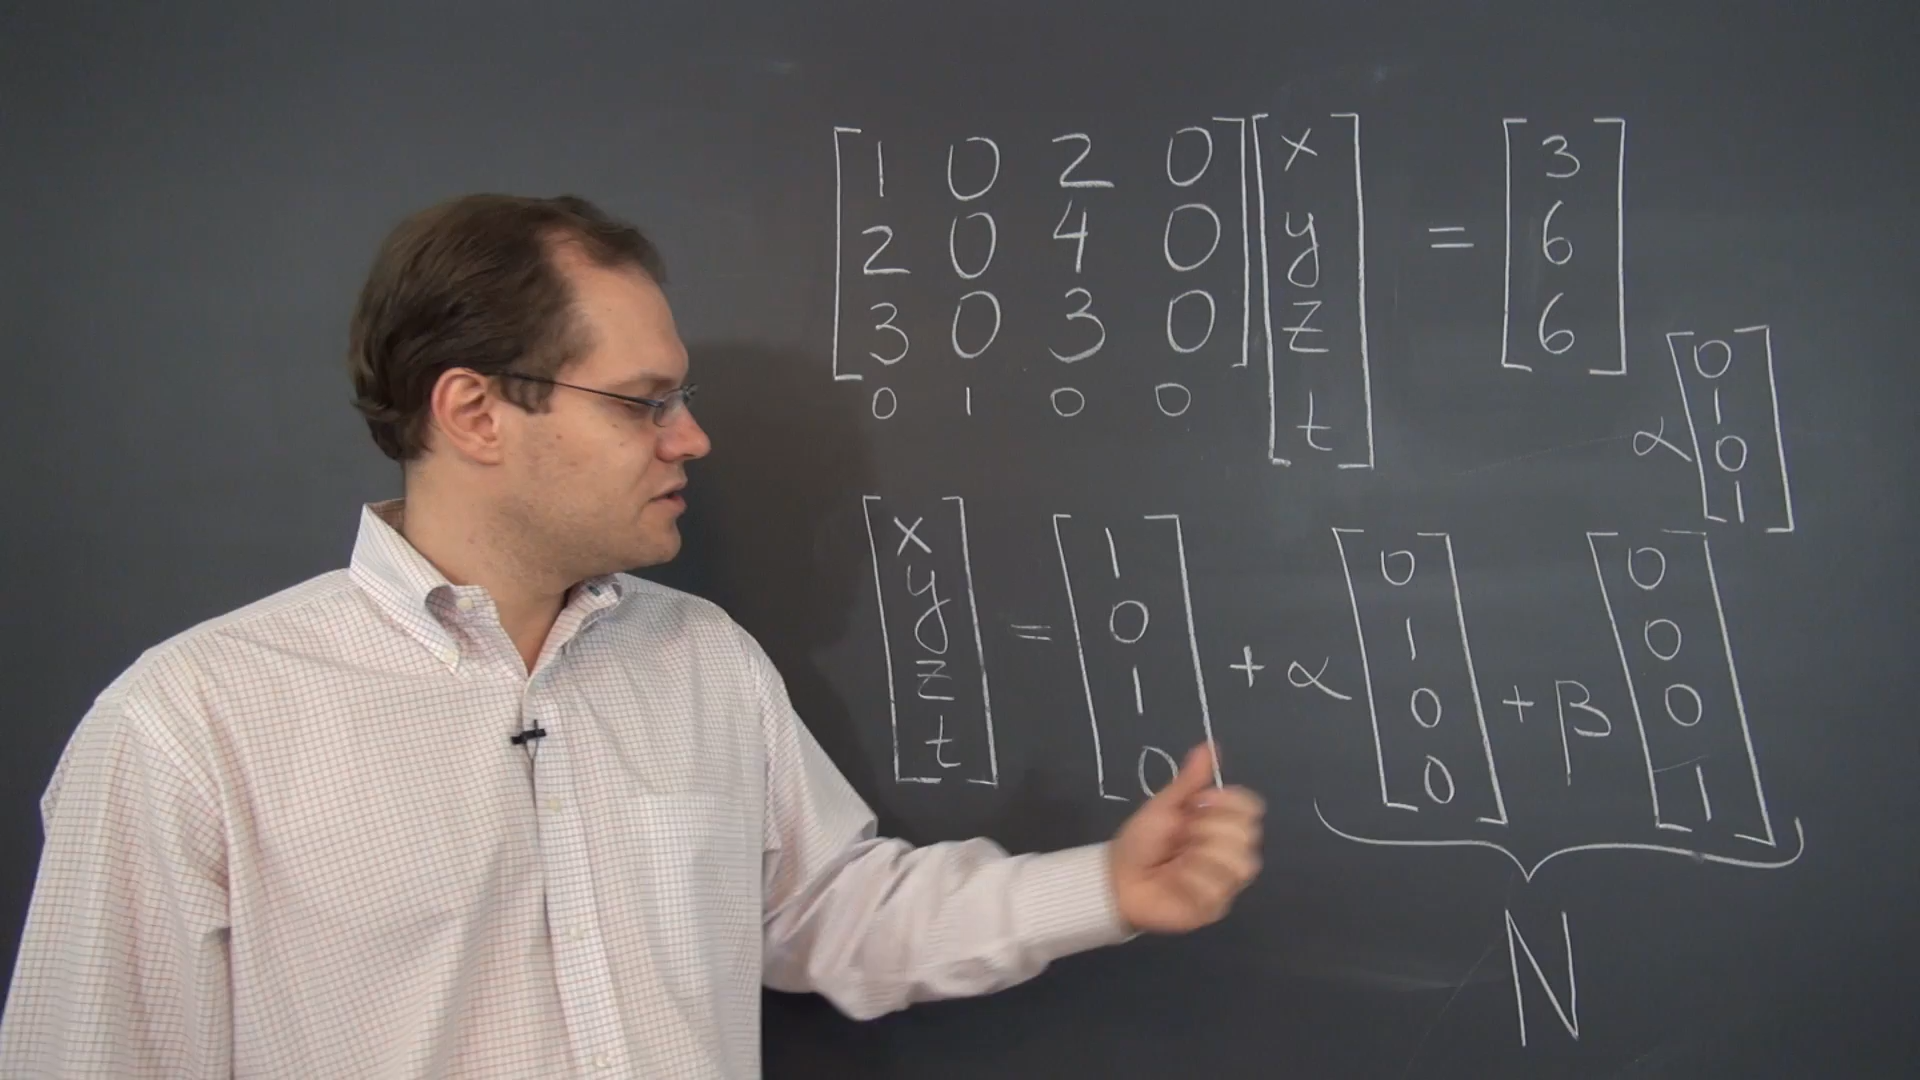 1 0 2 0 x 3
2 0 4 0 y = 6
3 0 3 0 z 6
0 1 0 0 t
α 0 1 0 1
x 1 0 0
y 0 1 0
z = 1 + α 0 + β 0
t 0 0 1
N